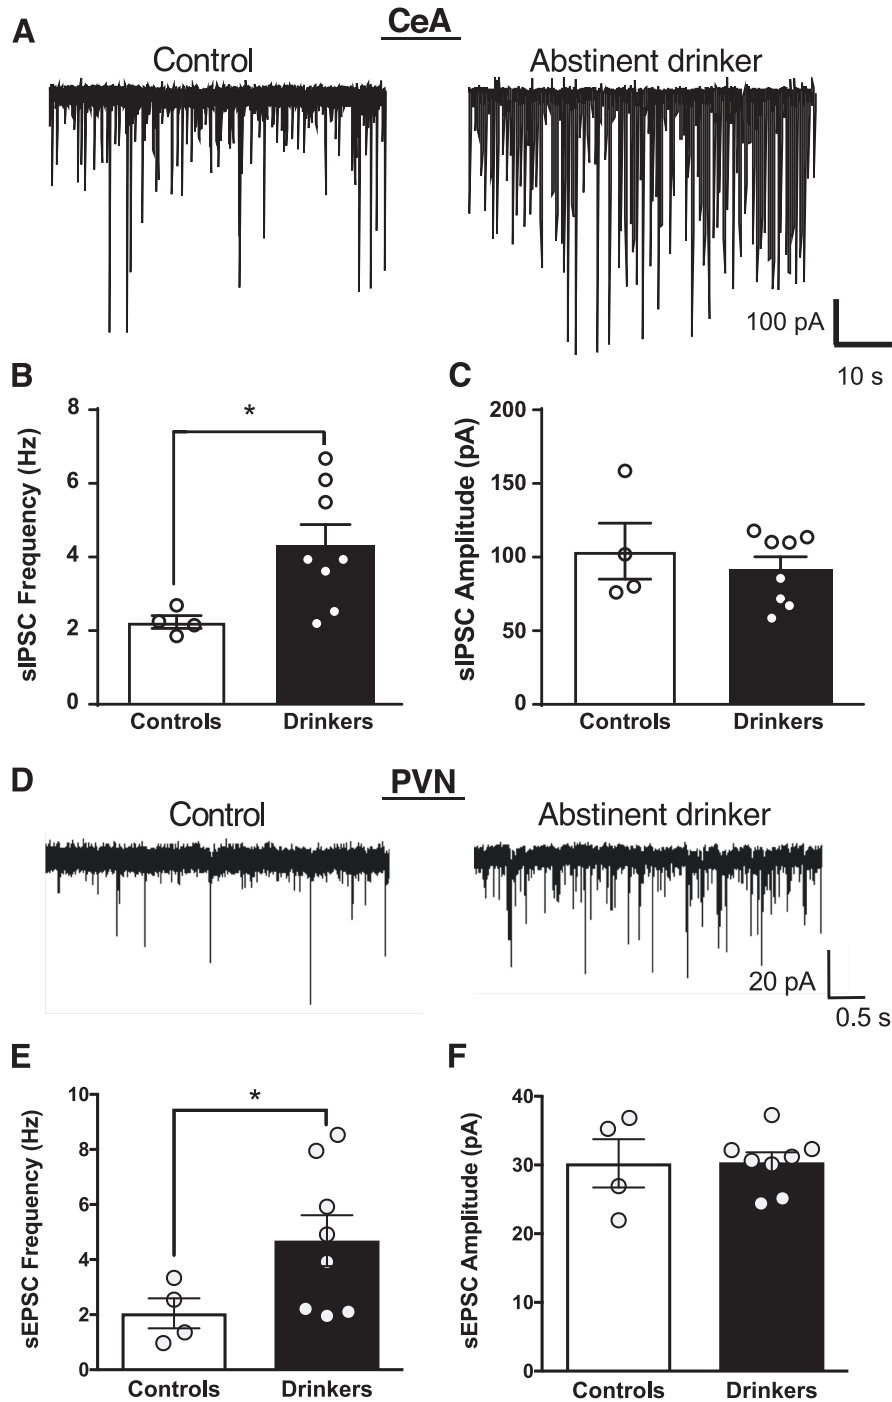 A
CeA
Control
Abstinent drinker
100 pA
10 s
B
sIPSC Frequency (Hz)
8
6
4
2
0
*
Controls
Drinkers
C
sIPSC Amplitude (pA)
200
150
100
50
0
Controls
Drinkers
D
PVN
Control
Abstinent drinker
20 pA
0.5 s
E
sEPSC Frequency (Hz)
10
8
6
4
2
0
*
Controls
Drinkers
F
sEPSC Amplitude (pA)
40
30
20
10
0
Controls
Drinkers